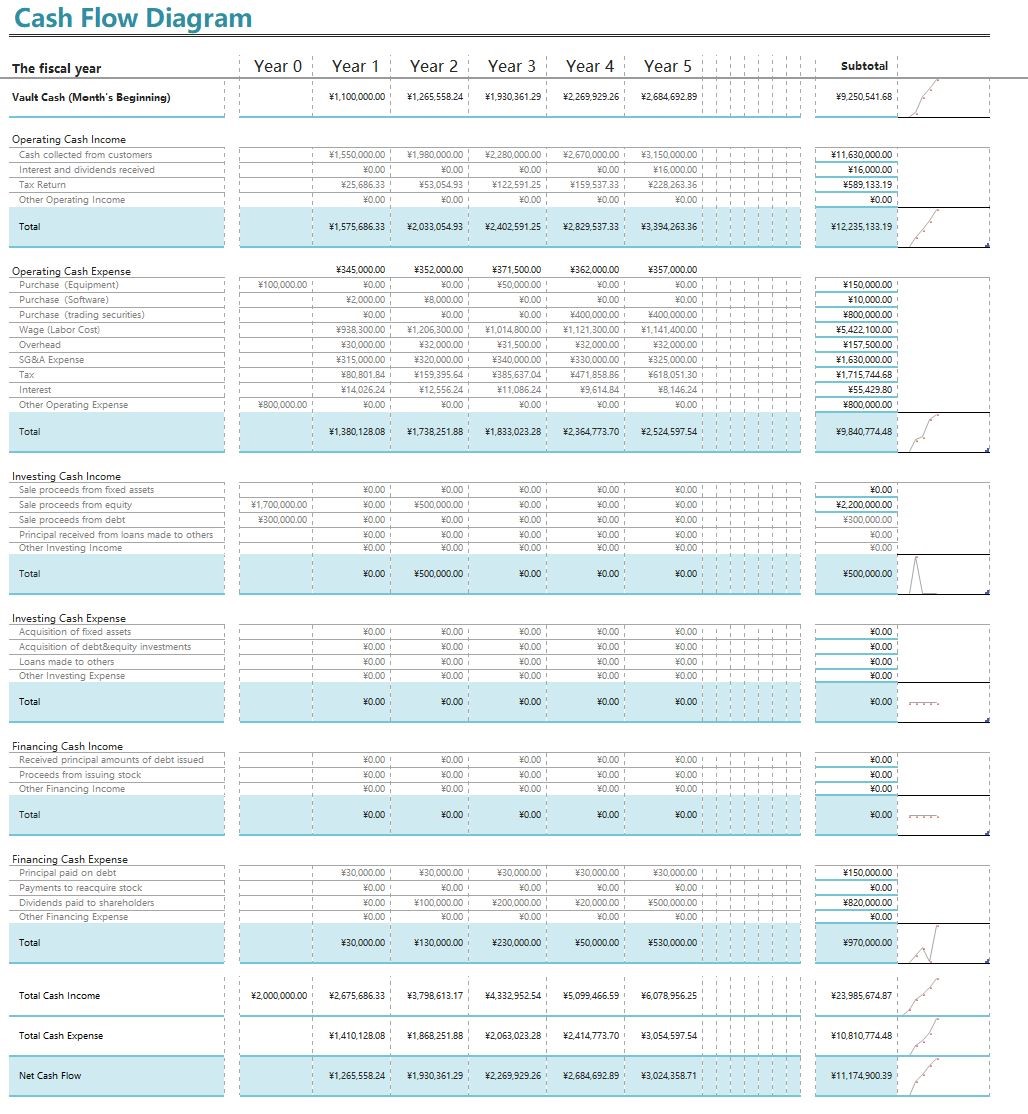 Cash Flow Diagram
The fiscal year Year 0 Year 1 Year 2 Year 3 Year 4 Year 5 Subtotal
Vault Cash (Month's Beginning) ¥1,100,000.00 ¥1,265,558.24 ¥1,930,361.29 ¥2,269,929.26 ¥2,684,692.89 ¥9,250,541.68
Operating Cash Income
Cash collected from customers ¥1,550,000.00 ¥1,980,000.00 ¥2,280,000.00 ¥2,670,000.00 ¥3,150,000.00 ¥11,630,000.00
Interest and dividends received ¥0.00 ¥0.00 ¥0.00 ¥0.00 ¥16,000.00 ¥16,000.00
Tax Return ¥25,686.33 ¥53,054.93 ¥122,591.25 ¥159,537.33 ¥228,263.36 ¥589,133.19
Other Operating Income ¥0.00 ¥0.00 ¥0.00 ¥0.00 ¥0.00 ¥0.00
Total ¥1,575,686.33 ¥2,033,054.93 ¥2,402,591.25 ¥2,829,537.33 ¥3,394,263.36 ¥12,235,133.19
Operating Cash Expense ¥345,000.00 ¥352,000.00 ¥371,500.00 ¥362,000.00 ¥357,000.00
Purchase (Equipment) ¥100,000.00 ¥0.00 ¥0.00 ¥50,000.00 ¥0.00 ¥0.00 ¥150,000.00
Purchase (Software) ¥2,000.00 ¥8,000.00 ¥0.00 ¥0.00 ¥0.00 ¥10,000.00
Purchase (trading securities) ¥0.00 ¥0.00 ¥0.00 ¥400,000.00 ¥400,000.00 ¥800,000.00
Wage (Labor Cost) ¥938,300.00 ¥1,206,300.00 ¥1,014,800.00 ¥1,121,300.00 ¥1,141,400.00 ¥5,422,100.00
Overhead ¥30,000.00 ¥32,000.00 ¥31,500.00 ¥32,000.00 ¥32,000.00 ¥157,500.00
SG&A Expense ¥315,000.00 ¥320,000.00 ¥340,000.00 ¥330,000.00 ¥325,000.00 ¥1,630,000.00
Tax ¥80,801.84 ¥159,395.64 ¥385,637.04 ¥471,858.86 ¥618,051.30 ¥1,715,744.68
Interest ¥14,026.24 ¥12,556.24 ¥11,086.24 ¥9,614.84 ¥8,146.24 ¥55,429.80
Other Operating Expense ¥800,000.00 ¥0.00 ¥0.00 ¥0.00 ¥0.00 ¥0.00 ¥800,000.00
Total ¥1,380,128.08 ¥1,738,251.88 ¥1,833,023.28 ¥2,364,773.70 ¥2,524,597.54 ¥9,840,774.48
Investing Cash Income
Sale proceeds from fixed assets ¥0.00 ¥0.00 ¥0.00 ¥0.00 ¥0.00 ¥0.00
Sale proceeds from equity ¥1,700,000.00 ¥0.00 ¥500,000.00 ¥0.00 ¥0.00 ¥0.00 ¥2,200,000.00
Sale proceeds from debt ¥300,000.00 ¥0.00 ¥0.00 ¥0.00 ¥0.00 ¥0.00 ¥300,000.00
Principal received from loans made to others ¥0.00 ¥0.00 ¥0.00 ¥0.00 ¥0.00 ¥0.00
Other Investing Income ¥0.00 ¥0.00 ¥0.00 ¥0.00 ¥0.00 ¥0.00
Total ¥0.00 ¥500,000.00 ¥0.00 ¥0.00 ¥0.00 ¥500,000.00
Investing Cash Expense
Acquisition of fixed assets ¥0.00 ¥0.00 ¥0.00 ¥0.00 ¥0.00 ¥0.00
Acquisition of debt&equity investments ¥0.00 ¥0.00 ¥0.00 ¥0.00 ¥0.00 ¥0.00
Loans made to others ¥0.00 ¥0.00 ¥0.00 ¥0.00 ¥0.00 ¥0.00
Other Investing Expense ¥0.00 ¥0.00 ¥0.00 ¥0.00 ¥0.00 ¥0.00
Total ¥0.00 ¥0.00 ¥0.00 ¥0.00 ¥0.00 ¥0.00
Financing Cash Income
Received principal amounts of debt issued ¥0.00 ¥0.00 ¥0.00 ¥0.00 ¥0.00 ¥0.00
Proceeds from issuing stock ¥0.00 ¥0.00 ¥0.00 ¥0.00 ¥0.00 ¥0.00
Other Financing Income ¥0.00 ¥0.00 ¥0.00 ¥0.00 ¥0.00 ¥0.00
Total ¥0.00 ¥0.00 ¥0.00 ¥0.00 ¥0.00 ¥0.00
Financing Cash Expense
Principal paid on debt ¥30,000.00 ¥30,000.00 ¥30,000.00 ¥30,000.00 ¥30,000.00 ¥150,000.00
Payments to reacquire stock ¥0.00 ¥0.00 ¥0.00 ¥0.00 ¥0.00 ¥0.00
Dividends paid to shareholders ¥0.00 ¥100,000.00 ¥200,000.00 ¥20,000.00 ¥500,000.00 ¥820,000.00
Other Financing Expense ¥0.00 ¥0.00 ¥0.00 ¥0.00 ¥0.00 ¥0.00
Total ¥30,000.00 ¥130,000.00 ¥230,000.00 ¥50,000.00 ¥530,000.00 ¥970,000.00
Total Cash Income ¥2,000,000.00 ¥2,675,686.33 ¥3,798,613.17 ¥4,332,952.54 ¥5,099,466.59 ¥6,078,956.25 ¥23,985,674.87
Total Cash Expense ¥1,410,128.08 ¥1,868,251.88 ¥2,063,023.28 ¥2,414,773.70 ¥3,054,597.54 ¥10,810,774.48
Net Cash Flow ¥1,265,558.24 ¥1,930,361.29 ¥2,269,929.26 ¥2,684,692.89 ¥3,024,358.71 ¥11,174,900.39